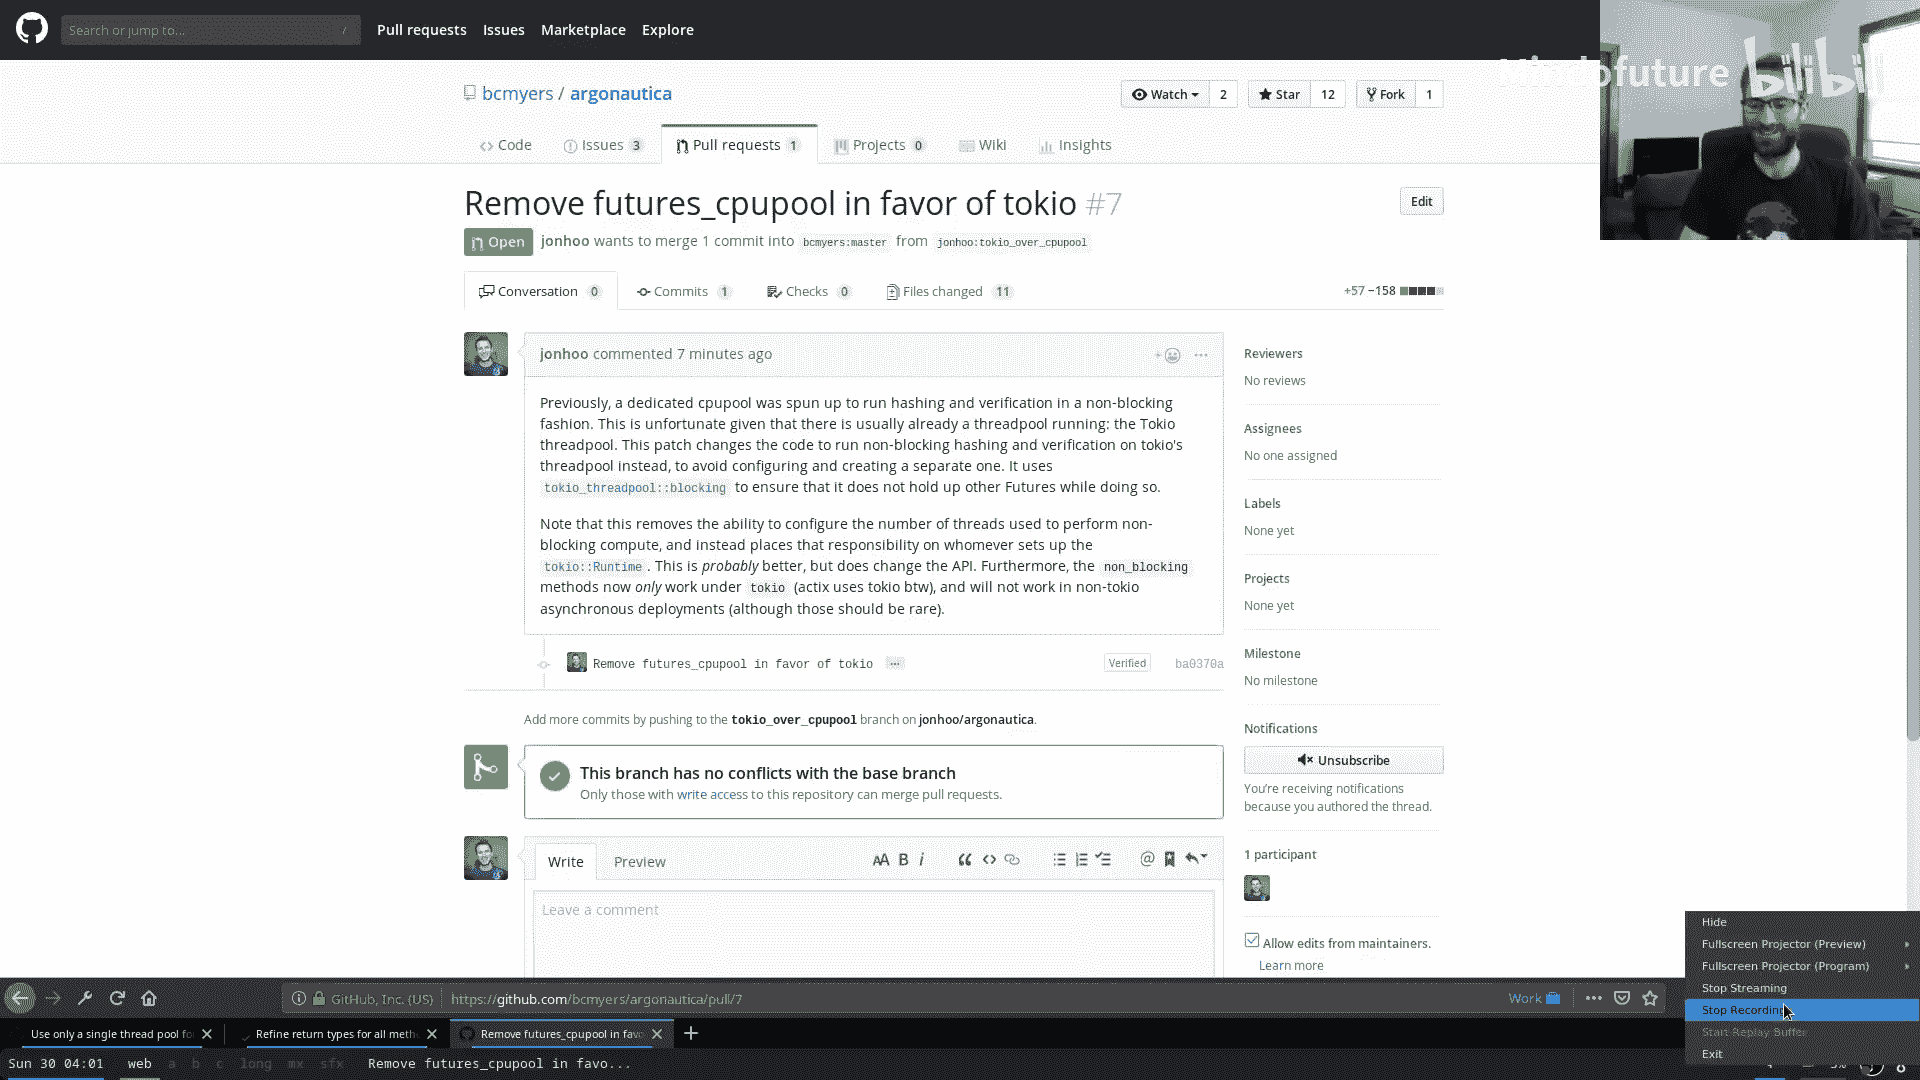 Search or jump to... /
Pull requests Issues Marketplace Explore
Mindofuture bilibili
bcmyers / argonautica
Watch 2 Star 12 Fork 1
Code Issues 3 Pull requests 1 Projects 0 Wiki Insights
Remove futures_cpupool in favor of tokio #7
Edit
Open jonhoo wants to merge 1 commit into bcmyers:master from jonhoo:tokio_over_cpupool
Conversation 0 Commits 1 Checks 0 Files changed 11
+57 −158
jonhoo commented 7 minutes ago
Previously, a dedicated cpupool was spun up to run hashing and verification in a non-blocking
fashion. This is unfortunate given that there is usually already a threadpool running: the Tokio
threadpool. This patch changes the code to run non-blocking hashing and verification on tokio's
threadpool instead, to avoid configuring and creating a separate one. It uses
tokio_threadpool::blocking to ensure that it does not hold up other Futures while doing so.
Note that this removes the ability to configure the number of threads used to perform non-
blocking compute, and instead places that responsibility on whomever sets up the
tokio::Runtime. This is probably better, but does change the API. Furthermore, the non_blocking
methods now only work under tokio (actix uses tokio btw), and will not work in non-tokio
asynchronous deployments (although those should be rare).
Remove futures_cpupool in favor of tokio ...
Verified ba0370a
Add more commits by pushing to the tokio_over_cpupool branch on jonhoo/argonautica.
This branch has no conflicts with the base branch
Only those with write access to this repository can merge pull requests.
Write Preview
AA B i
Leave a comment
Reviewers
No reviews
Assignees
No one assigned
Labels
None yet
Projects
None yet
Milestone
No milestone
Notifications
Unsubscribe
You're receiving notifications
because you authored the thread.
1 participant
Allow edits from maintainers.
Learn more
Hide
Fullscreen Projector (Preview)
Fullscreen Projector (Program)
Stop Streaming
Stop Recording
Start Replay Buffer
Exit
GitHub, Inc. (US) https://github.com/bcmyers/argonautica/pull/7
Work
Use only a single thread pool fo
Refine return types for all meth
Remove futures_cpupool in favo
Sun 30 04:01 web a b c long mx sfx Remove futures_cpupool in favo...